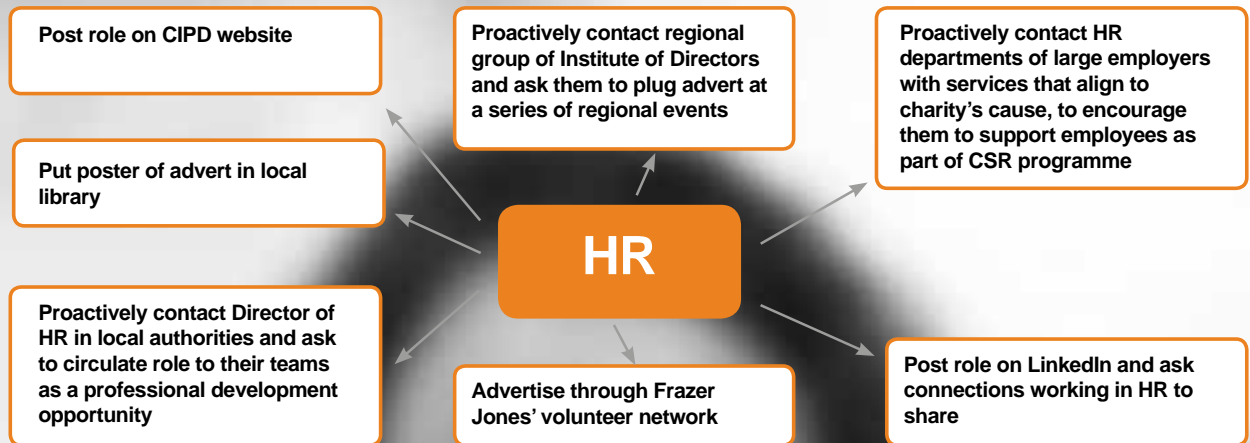 Post role on CIPD website
Proactively contact regional
group of Institute of Directors
and ask them to plug advert at
a series of regional events
Proactively contact HR
departments of large employers
with services that align to
charity’s cause, to encourage
them to support employees as
part of CSR programme
Put poster of advert in local
library
HR
Proactively contact Director of
HR in local authorities and ask
to circulate role to their teams
as a professional development
opportunity
Advertise through Frazer
Jones’ volunteer network
Post role on LinkedIn and ask
connections working in HR to
share